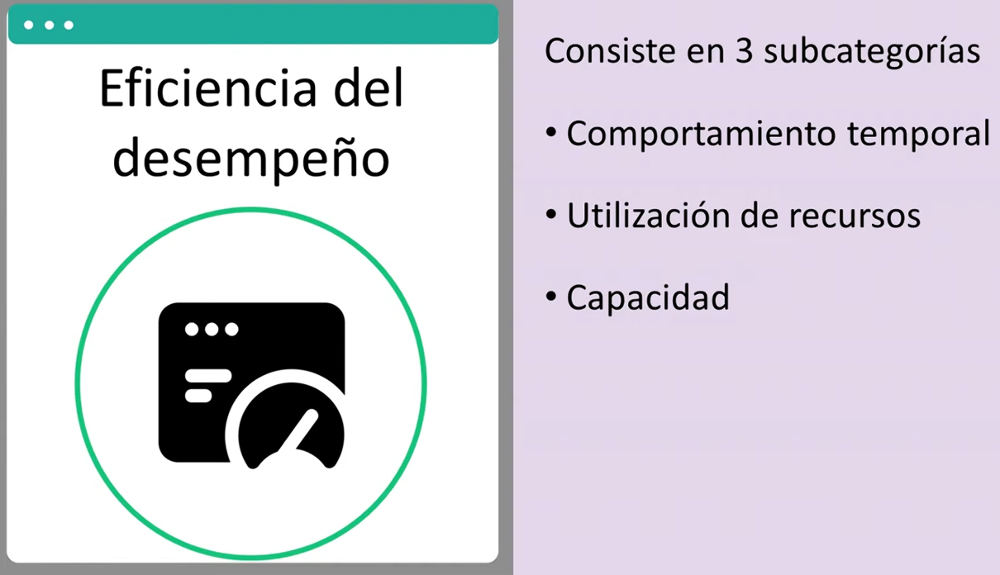 Eficiencia del
desempeño
Consiste en 3 subcategorías
• Comportamiento temporal
• Utilización de recursos
• Capacidad